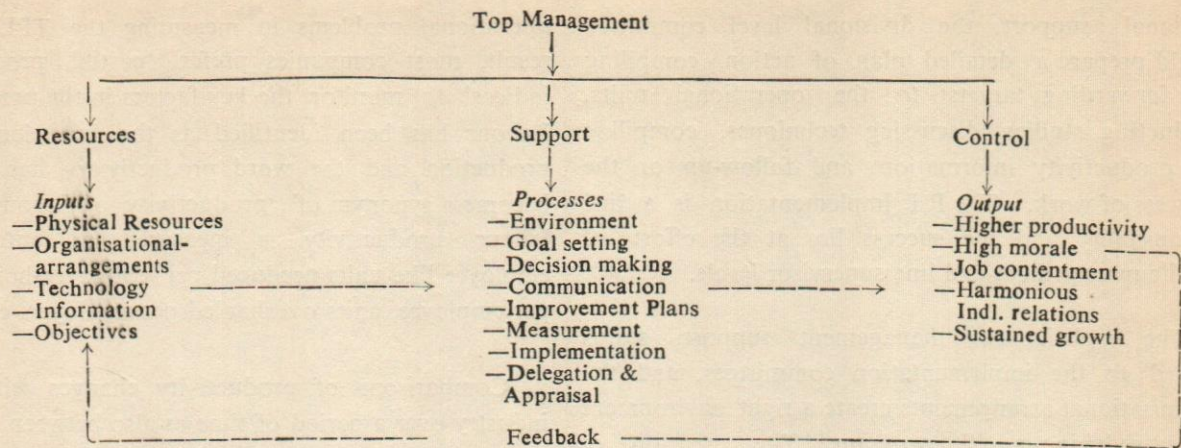 Top Management
Resources
Support
Control
Inputs
—Physical Resources
—Organisational-
arrangements
—Technology
—Information
—Objectives
Processes
—Environment
—Goal setting
—Decision making
—Communication
—Improvement Plans
—Measurement
—Implementation
—Delegation &
Appraisal
Output
—Higher productivity
—High morale
—Job contentment
—Harmonious
Indl. relations
—Sustained growth
Feedback